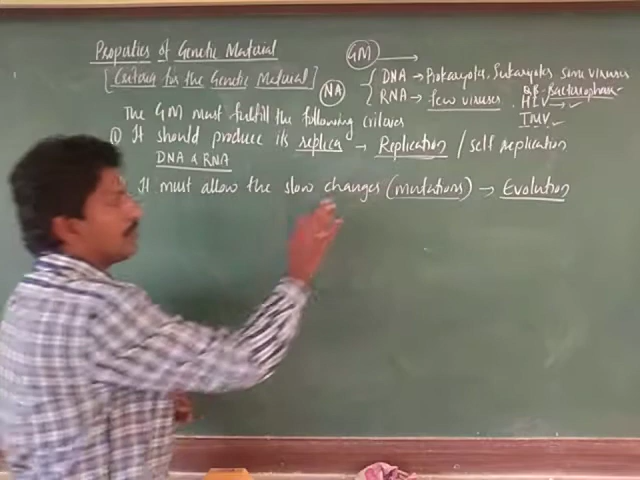 Properties of Genetic Material
[Criteria for the Genetic Material]
GM →
NA
DNA → Prokaryotes, Eukaryotes some viruses
RNA → few viruses
QB - Bacteriophage
HIV ✓
TMV ✓
The GM must fulfill the following criteria
① It should produce its replica → Replication / self replication
DNA & RNA
It must allow the slow changes (mutations) → Evolution